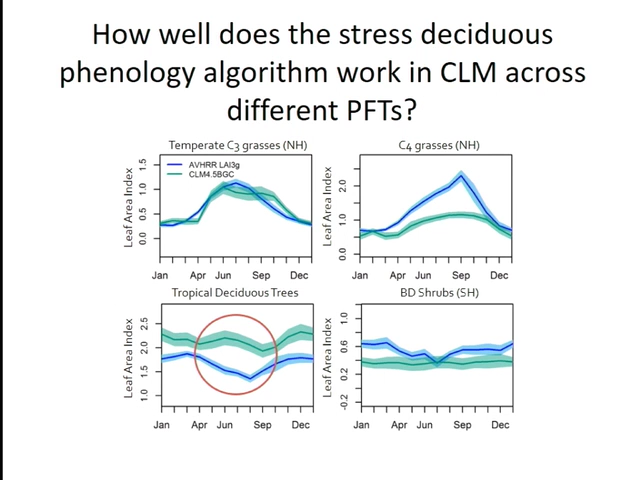 How well does the stress deciduous
phenology algorithm work in CLM across
different PFTs?
Temperate C3 grasses (NH)
Leaf Area Index
0.0 0.5 1.0 1.5
AVHRR LAI3g
CLM4.5BGC
Jan Apr Jun Sep Dec
C4 grasses (NH)
Leaf Area Index
0.0 1.0 2.0
Jan Apr Jun Sep Dec
Tropical Deciduous Trees
Leaf Area Index
1.0 1.5 2.0 2.5
Jan Apr Jun Sep Dec
BD Shrubs (SH)
Leaf Area Index
-0.2 0.2 0.6 1.0
Jan Apr Jun Sep Dec